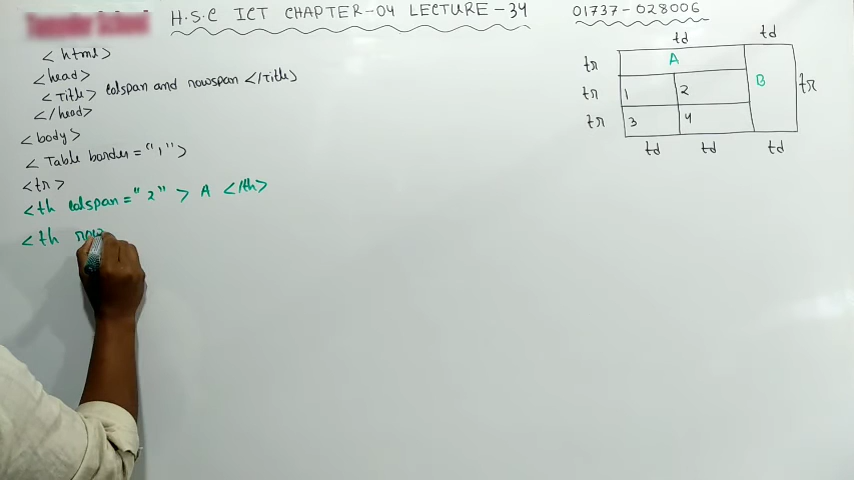 H.S.C ICT CHAPTER-04 LECTURE-34 01737-028006
<html>
<head>
<Title> colspan and rowspan </Title>
</head>
<body>
<Table border="1">
<tr>
<th colspan="2"> A </th>
<th row
td td
tr A B tr
tr 1 2
tr 3 4
td td td